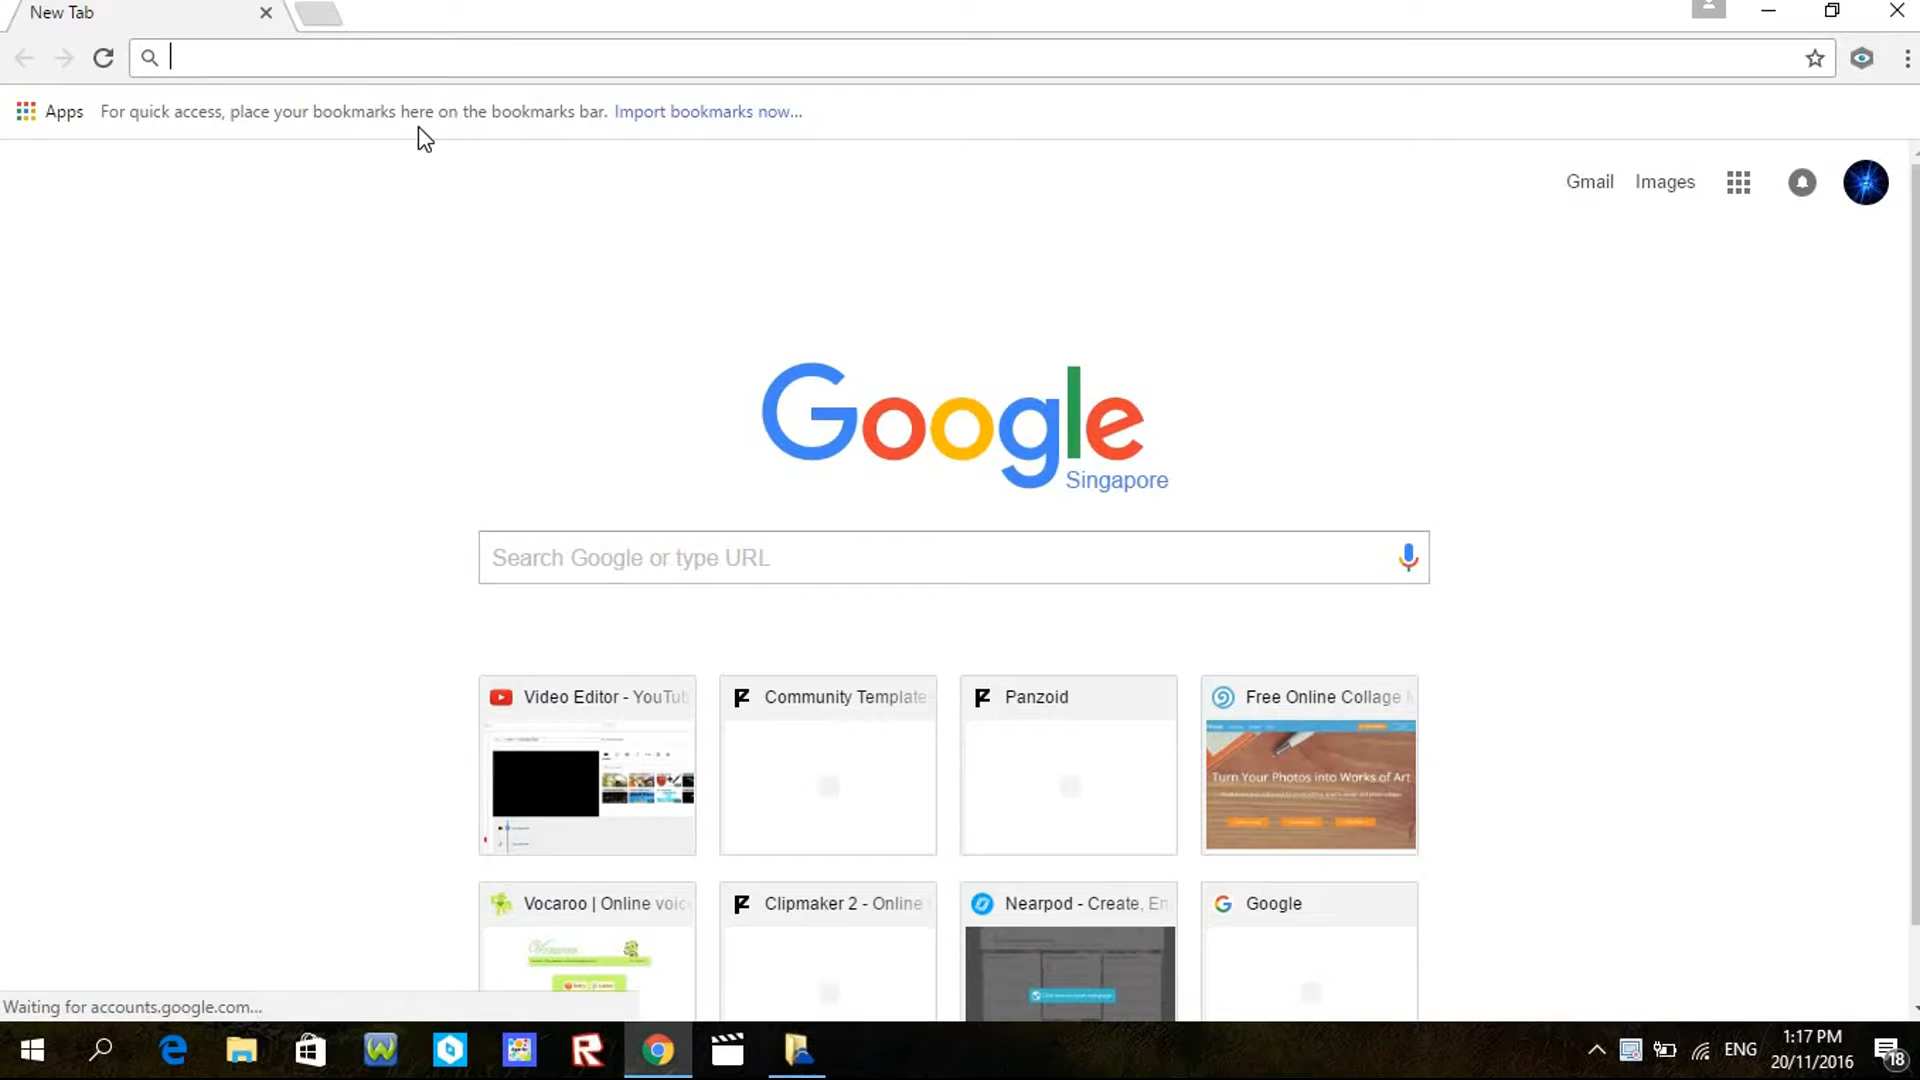 New Tab
Apps For quick access, place your bookmarks here on the bookmarks bar. Import bookmarks now...
Gmail Images
Google
Singapore
Search Google or type URL
Video Editor - YouTub
Community Template
Panzoid
Free Online Collage
Turn Your Photos into Works of Art
Vocaroo | Online voic
Clipmaker 2 - Online
Nearpod - Create, En
Google
Vocaroo
Waiting for accounts.google.com...
ENG
1:17 PM
20/11/2016
18